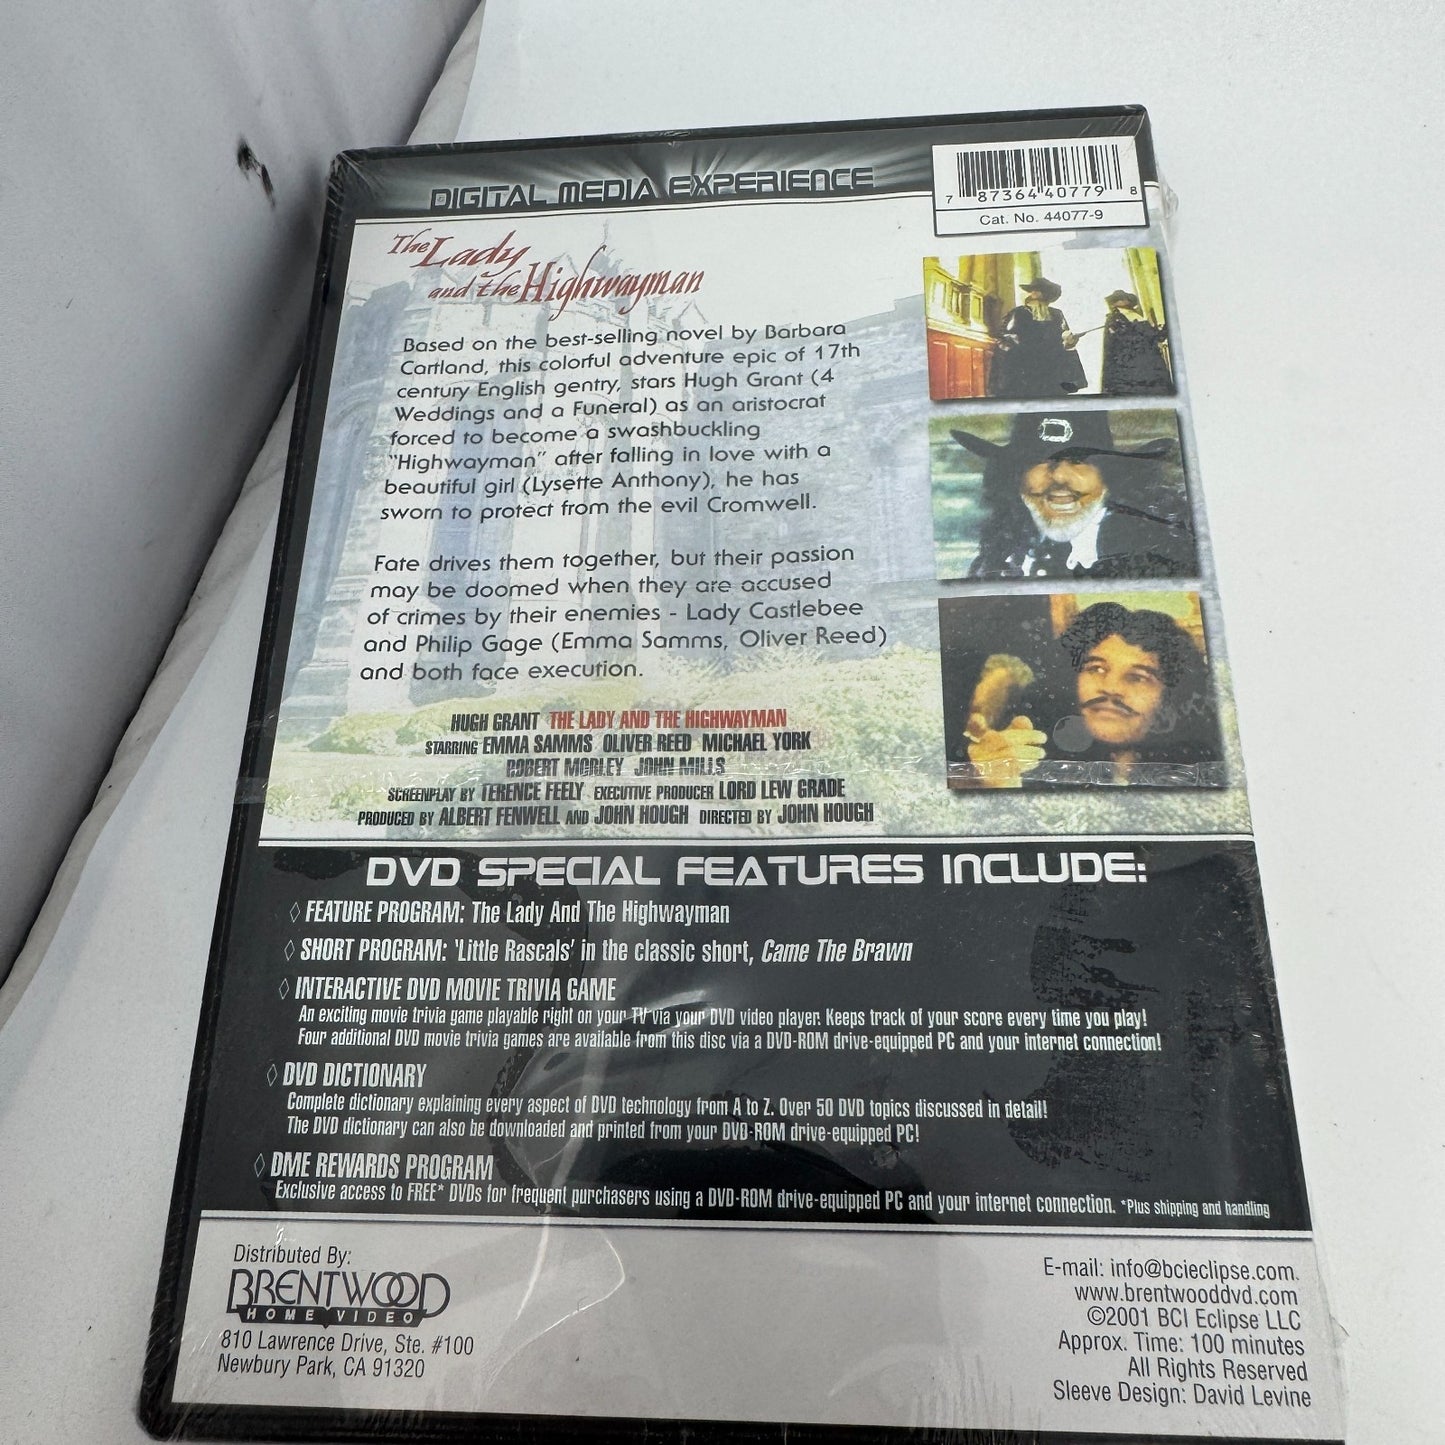 DIGITAL MEDIA EXPERIENCE
7 87364 40779 8
Cat. No. 44077-9
The Lady
and the Highwayman
Based on the best-selling novel by Barbara
Cartland, this colorful adventure epic of 17th
century English gentry, stars Hugh Grant (4
Weddings and a Funeral) as an aristocrat
forced to become a swashbuckling
"Highwayman" after falling in love with a
beautiful girl (Lysette Anthony), he has
sworn to protect from the evil Cromwell.
Fate drives them together, but their passion
may be doomed when they are accused
of crimes by their enemies - Lady Castlebee
and Philip Gage (Emma Samms, Oliver Reed)
and both face execution.
HUGH GRANT THE LADY AND THE HIGHWAYMAN
STARRING EMMA SAMMS OLIVER REED MICHAEL YORK
ROBERT MORLEY JOHN MILLS
SCREENPLAY BY TERENCE FEELY EXECUTIVE PRODUCER LORD LEW GRADE
PRODUCED BY ALBERT FENWELL AND JOHN HOUGH DIRECTED BY JOHN HOUGH
DVD SPECIAL FEATURES INCLUDE:
◊ FEATURE PROGRAM: The Lady And The Highwayman
◊ SHORT PROGRAM: 'Little Rascals' in the classic short, Came The Brawn
◊ INTERACTIVE DVD MOVIE TRIVIA GAME
An exciting movie trivia game playable right on your TV via your DVD video player. Keeps track of your score every time you play!
Four additional DVD movie trivia games are available from this disc via a DVD-ROM drive-equipped PC and your internet connection!
◊ DVD DICTIONARY
Complete dictionary explaining every aspect of DVD technology from A to Z. Over 50 DVD topics discussed in detail!
The DVD dictionary can also be downloaded and printed from your DVD-ROM drive-equipped PC!
◊ DME REWARDS PROGRAM
Exclusive access to FREE* DVDs for frequent purchasers using a DVD-ROM drive-equipped PC and your internet connection. *Plus shipping and handling
Distributed By:
BRENTWOOD
HOME VIDEO
810 Lawrence Drive, Ste. #100
Newbury Park, CA 91320
E-mail: info@bcieclipse.com.
www.brentwooddvd.com
©2001 BCI Eclipse LLC
Approx. Time: 100 minutes
All Rights Reserved
Sleeve Design: David Levine